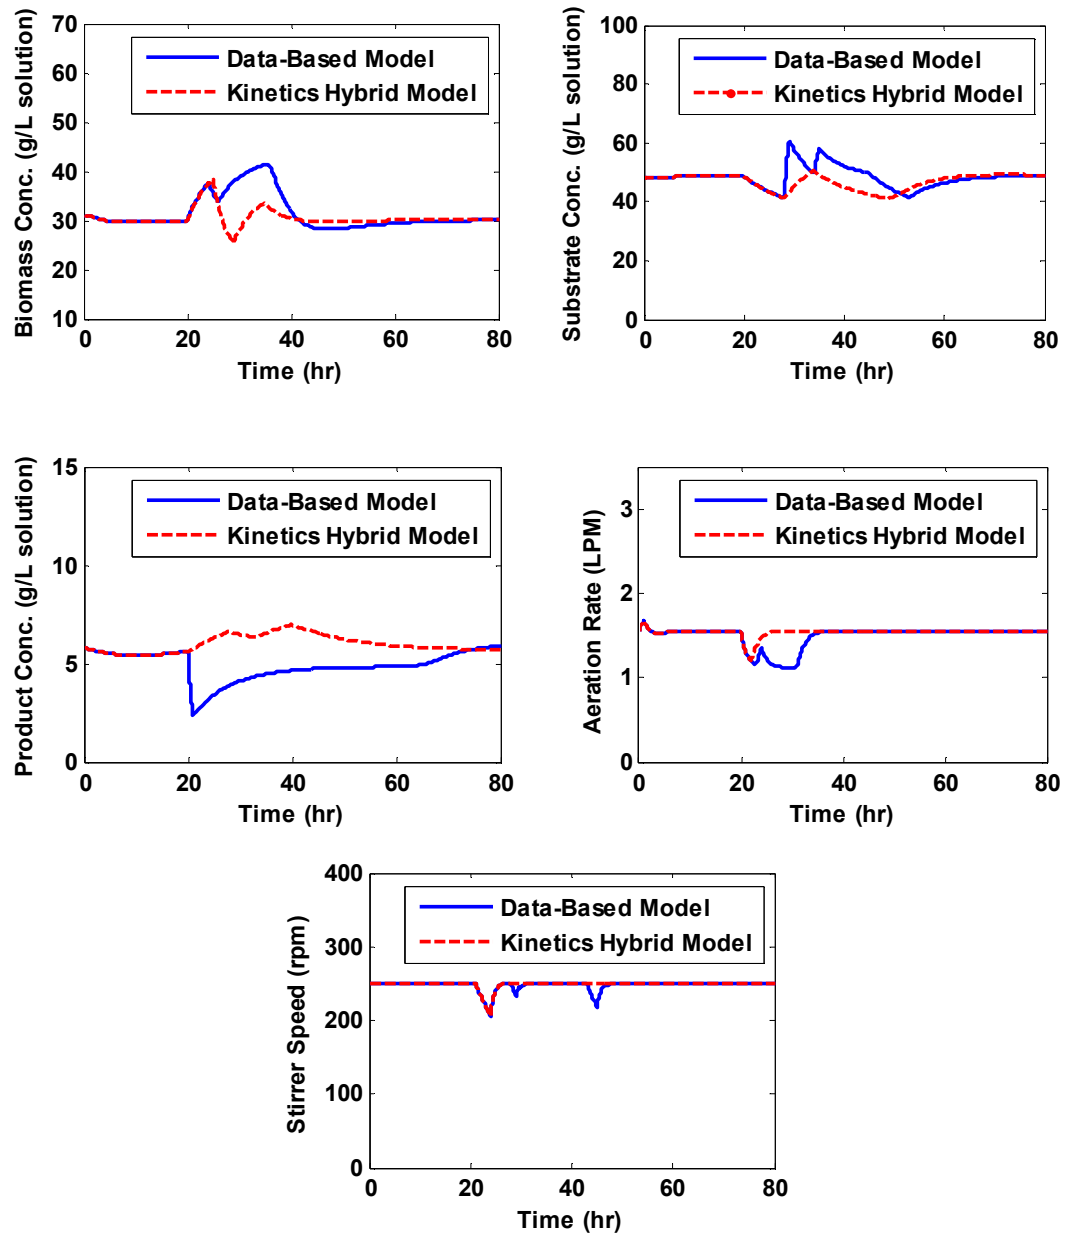 Biomass Conc. (g/L solution)
70
60
50
40
30
20
10
Data-Based Model
Kinetics Hybrid Model
0 20 40 60 80
Time (hr)
Substrate Conc. (g/L solution)
100
80
60
40
20
0
Data-Based Model
Kinetics Hybrid Model
0 20 40 60 80
Time (hr)
Product Conc. (g/L solution)
15
10
5
0
Data-Based Model
Kinetics Hybrid Model
0 20 40 60 80
Time (hr)
Aeration Rate (LPM)
3
2
1
0
Data-Based Model
Kinetics Hybrid Model
0 20 40 60 80
Time (hr)
Stirrer Speed (rpm)
400
300
200
100
0
Data-Based Model
Kinetics Hybrid Model
0 20 40 60 80
Time (hr)